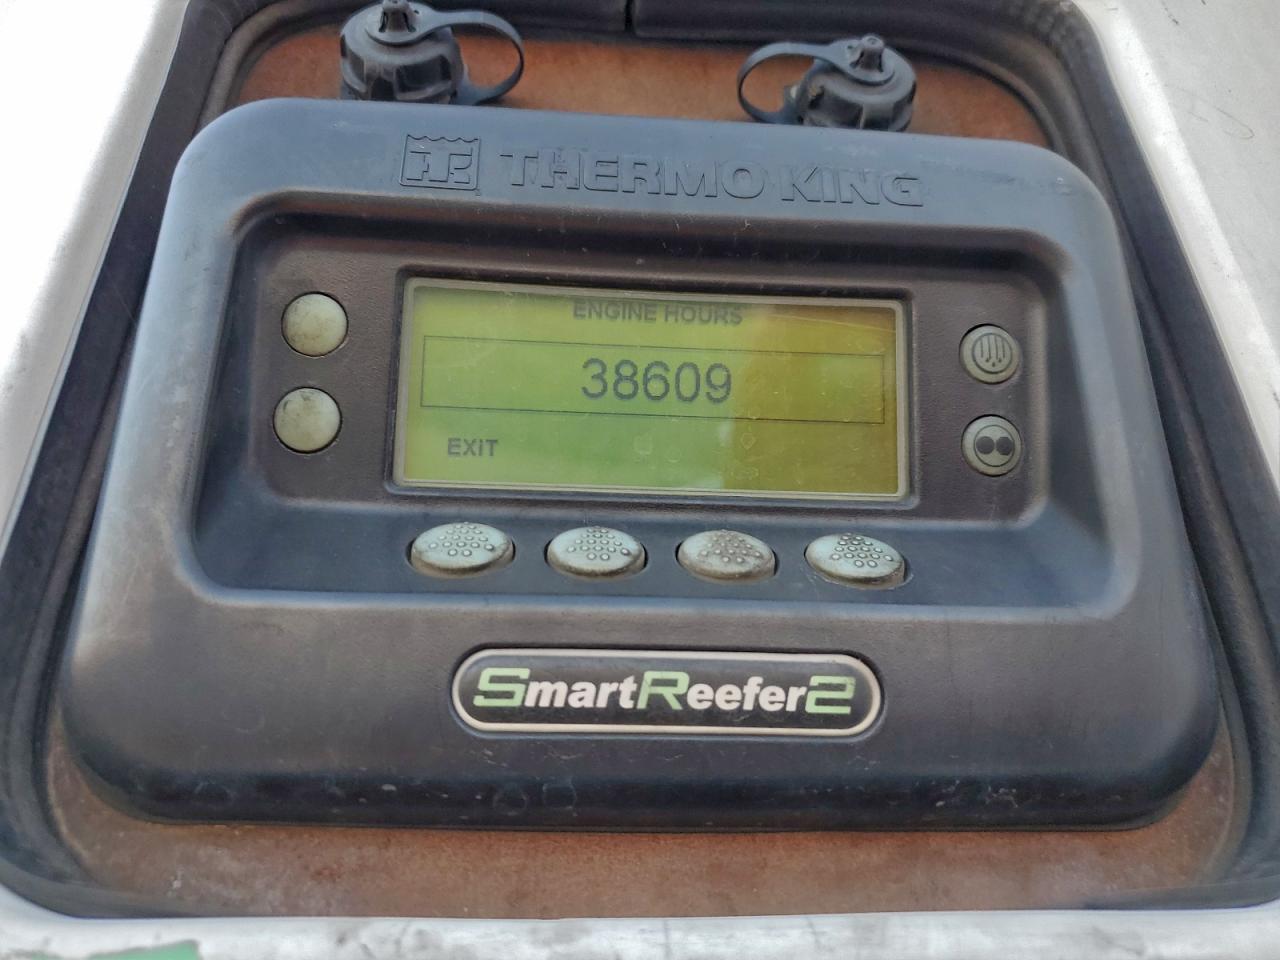 THERMO KING
ENGINE HOURS
38609
EXIT
SmartReefer2